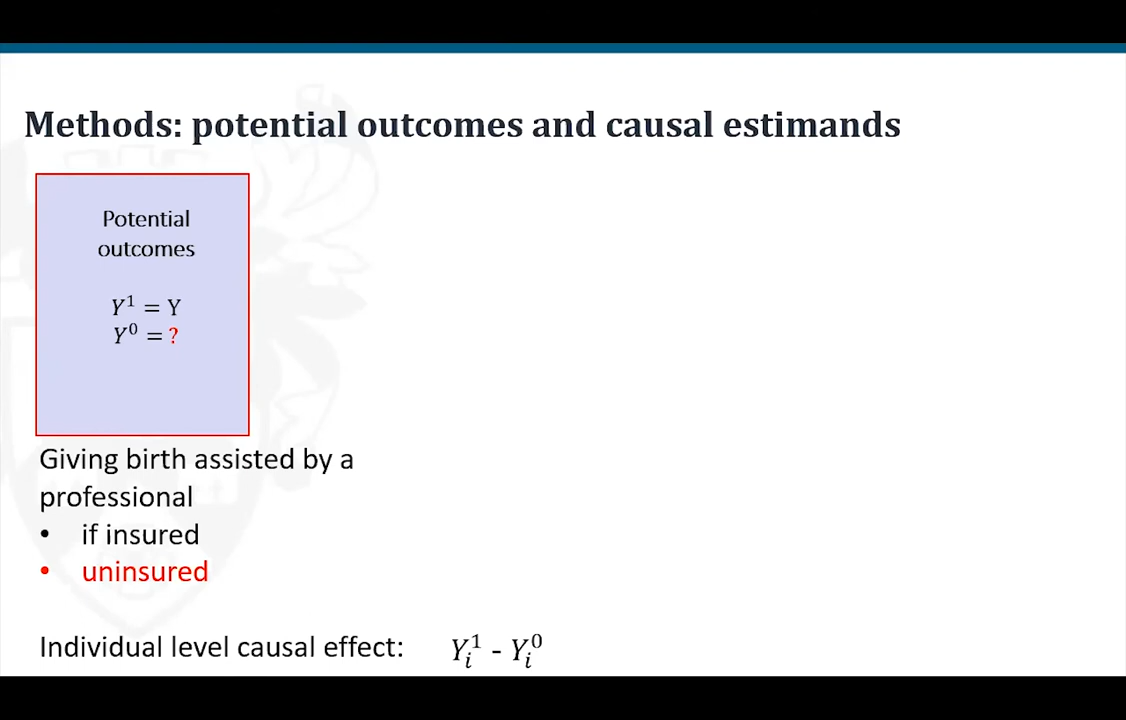 Methods: potential outcomes and causal estimands
Potential
outcomes
Y¹ = Y
Y⁰ = ?
Giving birth assisted by a
professional
• if insured
• uninsured
Individual level causal effect: Yᵢ¹ - Yᵢ⁰